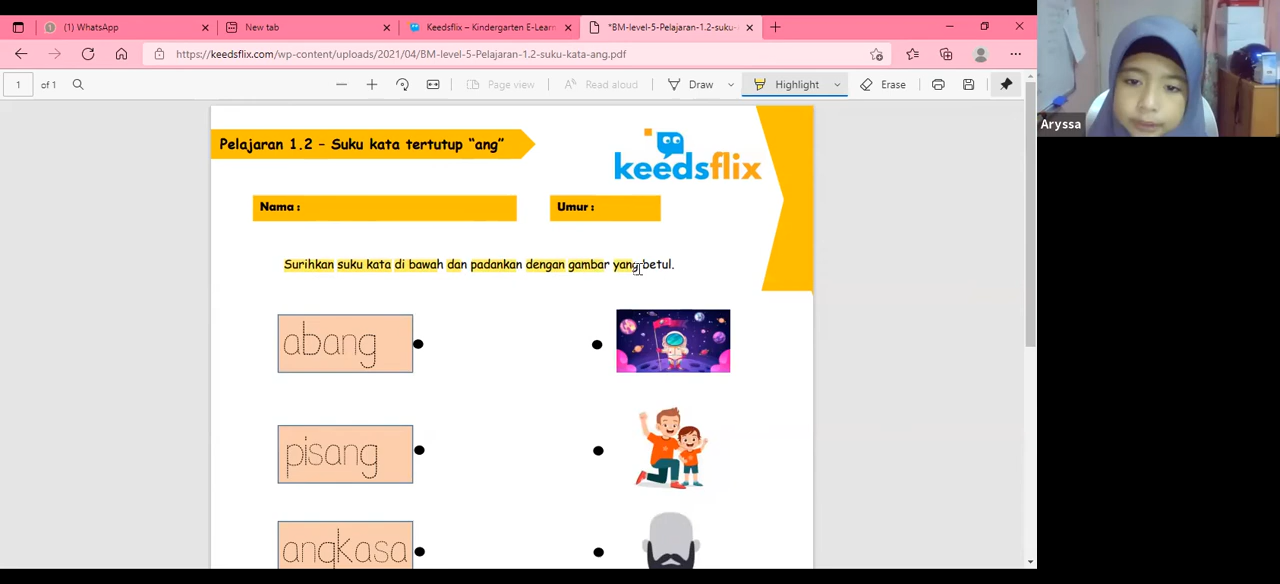 (1) WhatsApp
New tab
Keedsflix – Kindergarten E-Learn
*BM-level-5-Pelajaran-1.2-suku-
https://keedsflix.com/wp-content/uploads/2021/04/BM-level-5-Pelajaran-1.2-suku-kata-ang.pdf
1 of 1
Page view
Read aloud
Draw
Highlight
Erase
Aryssa
Pelajaran 1.2 – Suku kata tertutup “ang”
keedsflix
Nama :
Umur :
Surihkan suku kata di bawah dan padankan dengan gambar yang betul.
abang
pisang
angkasa